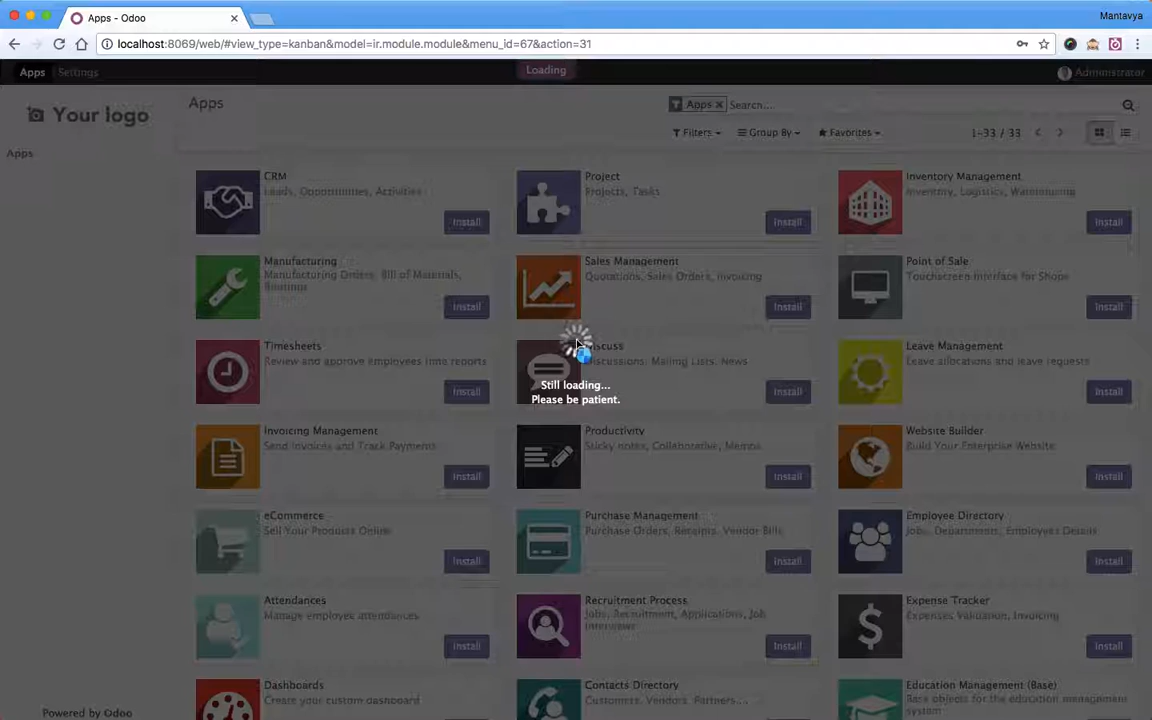 Apps - Odoo
Mantavya
localhost:8069/web/#view_type=kanban&model=ir.module.module&menu_id=67&action=31
Apps Settings
Loading
Administrator
Your logo
Apps
Apps
Apps × Search...
Filters Group By Favorites
1-33 / 33
CRM
Leads, Opportunities, Activities
Install
Project
Projects, Tasks
Install
Inventory Management
Inventory, Logistics, Warehousing
Install
Manufacturing
Manufacturing Orders, Bill of Materials,
Routings
Install
Sales Management
Quotations, Sales Orders, Invoicing
Install
Point of Sale
Touchscreen Interface for Shops
Install
Timesheets
Review and approve employees time reports
Install
Discuss
Discussions, Mailing Lists, News
Install
Leave Management
Leave allocations and leave requests
Install
Still loading...
Please be patient.
Invoicing Management
Send Invoices and Track Payments
Install
Productivity
Sticky notes, Collaborative, Memos
Install
Website Builder
Build Your Enterprise Website
Install
eCommerce
Sell Your Products Online
Install
Purchase Management
Purchase Orders, Receipts, Vendor Bills
Install
Employee Directory
Jobs, Departments, Employees Details
Install
Attendances
Manage employee attendances
Install
Recruitment Process
Jobs, Recruitment, Applications, Job
Interviews
Install
Expense Tracker
Expenses Validation, Invoicing
Install
Dashboards
Create your custom dashboard
Contacts Directory
Customers, Vendors, Partners,...
Education Management (Base)
Base objects for the education management
system
Powered by Odoo